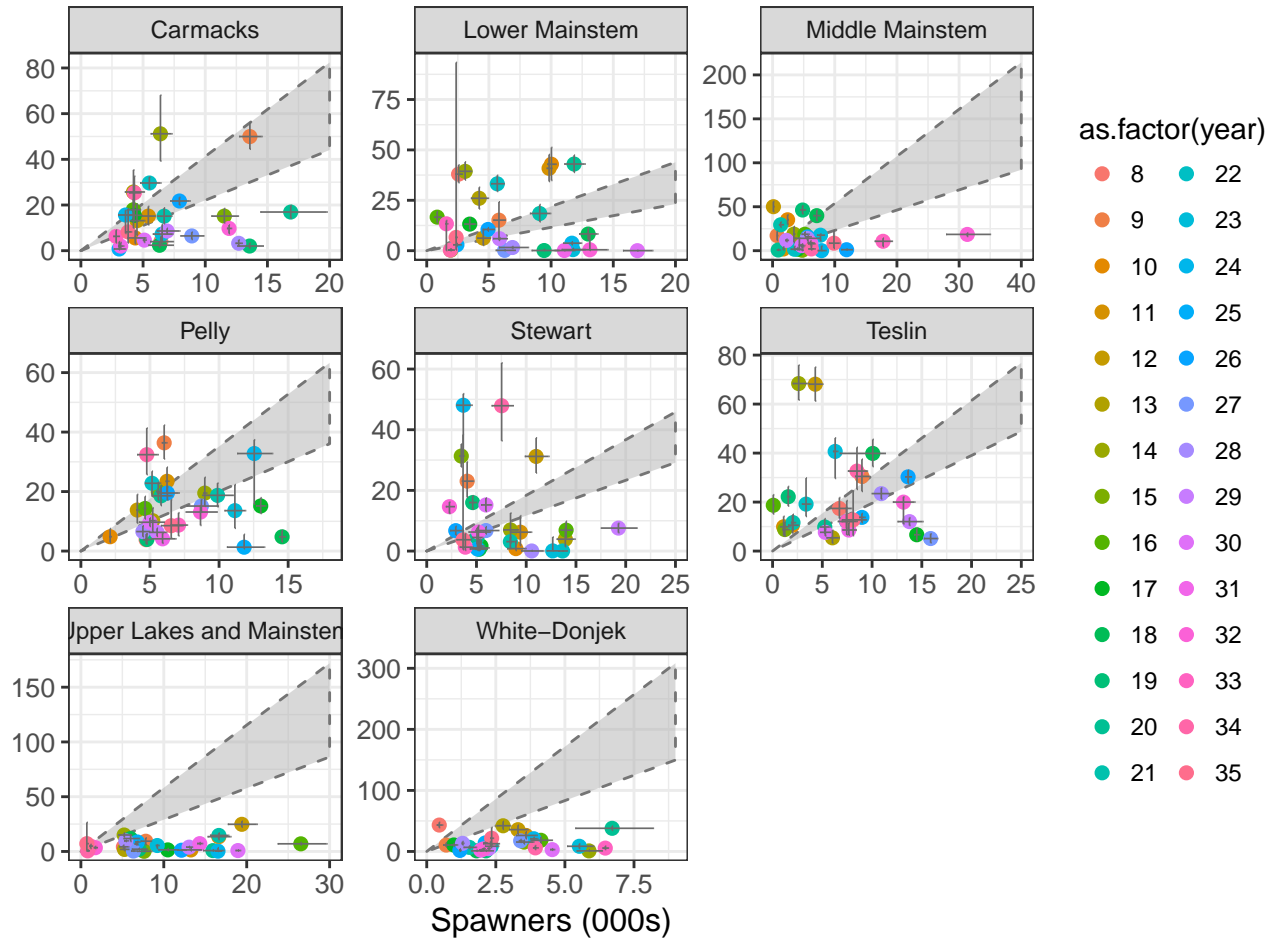 Carmacks
Lower Mainstem
Middle Mainstem
80
60
40
20
0
0 5 10 15 20
75
50
25
0
0 5 10 15 20
200
150
100
50
0
0 10 20 30 40
Pelly
Stewart
Teslin
60
40
20
0
0 5 10 15
60
40
20
0
0 5 10 15 20 25
80
60
40
20
0
0 5 10 15 20 25
Upper Lakes and Mainstem
White−Donjek
150
100
50
0
0 10 20 30
300
200
100
0
0.0 2.5 5.0 7.5
Spawners (000s)
as.factor(year)
8 22
9 23
10 24
11 25
12 26
13 27
14 28
15 29
16 30
17 31
18 32
19 33
20 34
21 35